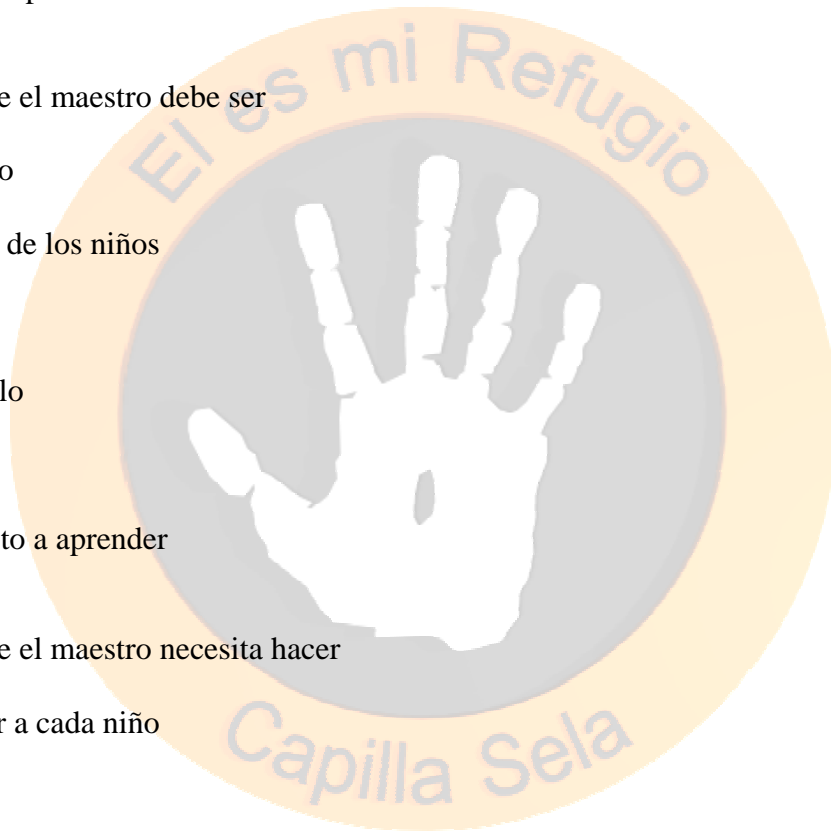 El es mi Refugio
e el maestro debe ser
o
de los niños
lo
to a aprender
e el maestro necesita hacer
r a cada niño
Capilla Sela